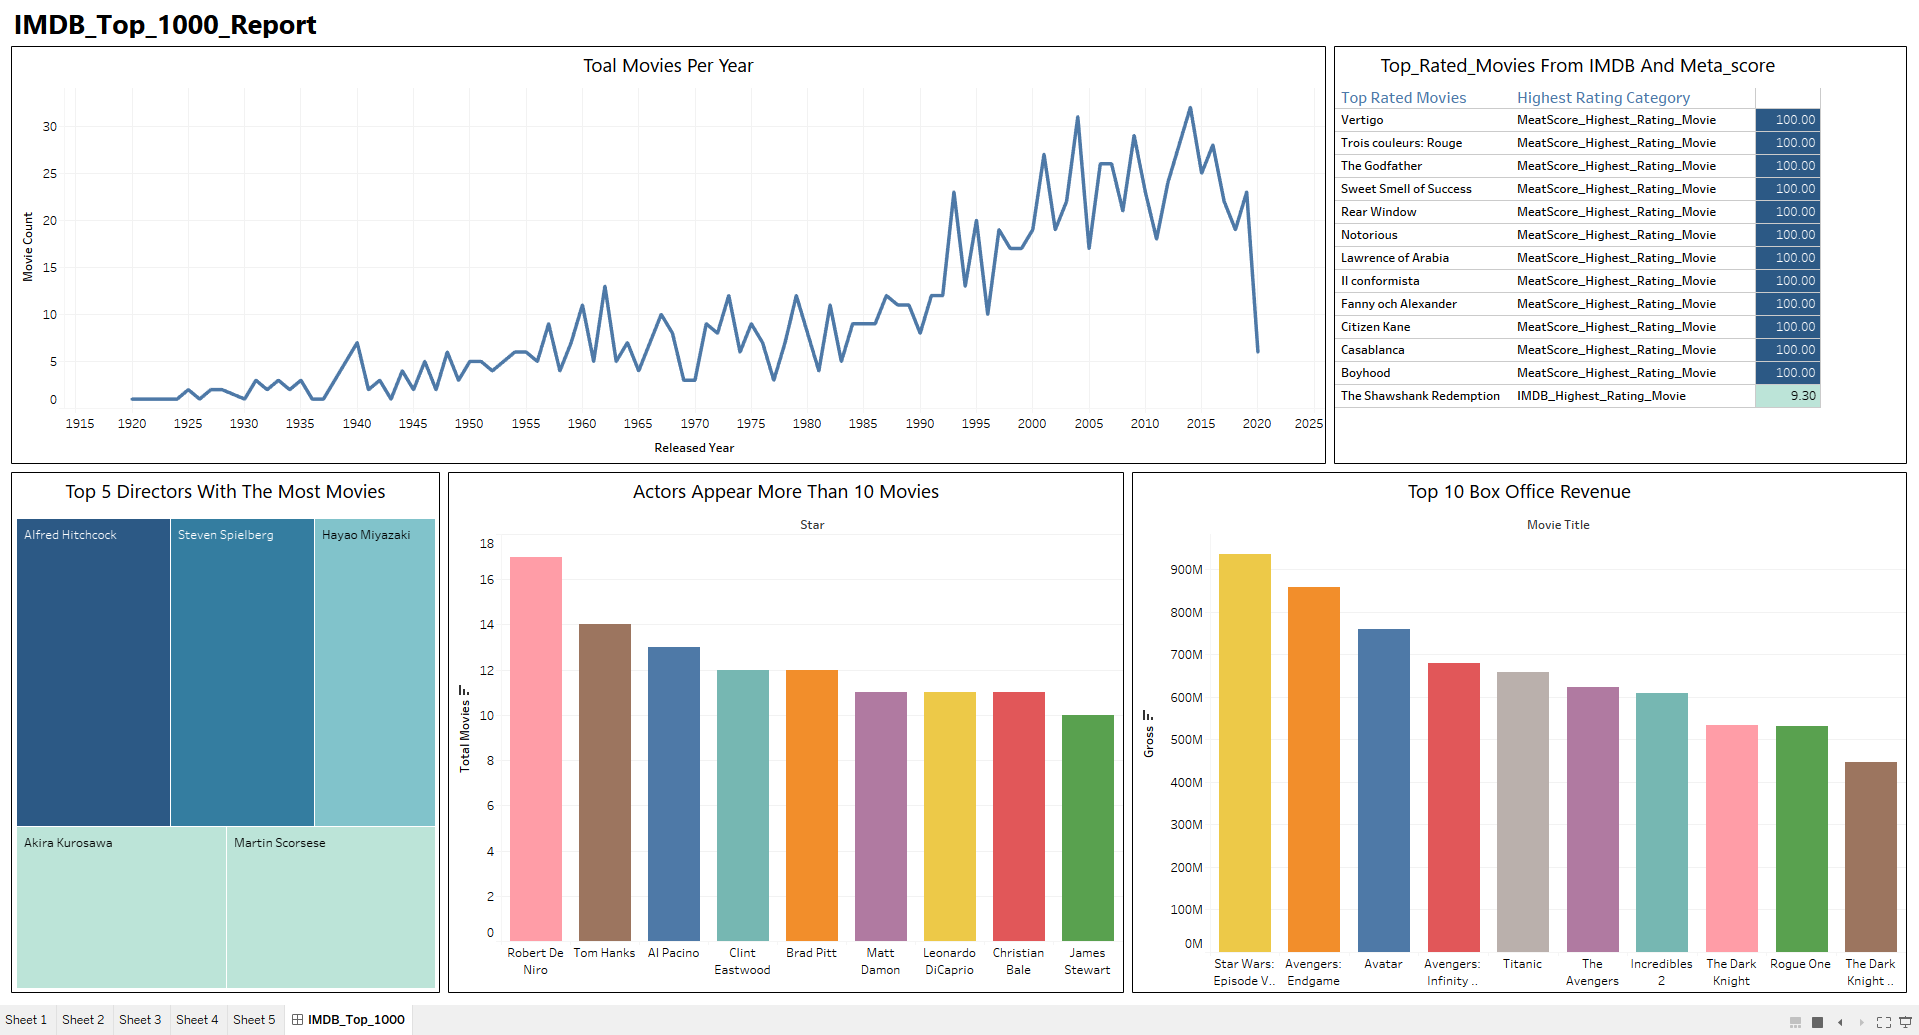 IMDB_Top_1000_Report
Toal Movies Per Year
Movie Count
30
25
20
15
10
5
0
1915 1920 1925 1930 1935 1940 1945 1950 1955 1960 1965 1970 1975 1980 1985 1990 1995 2000 2005 2010 2015 2020 2025
Released Year
Top_Rated_Movies From IMDB And Meta_score
Top Rated Movies Highest Rating Category
Vertigo MeatScore_Highest_Rating_Movie 100.00
Trois couleurs: Rouge MeatScore_Highest_Rating_Movie 100.00
The Godfather MeatScore_Highest_Rating_Movie 100.00
Sweet Smell of Success MeatScore_Highest_Rating_Movie 100.00
Rear Window MeatScore_Highest_Rating_Movie 100.00
Notorious MeatScore_Highest_Rating_Movie 100.00
Lawrence of Arabia MeatScore_Highest_Rating_Movie 100.00
Il conformista MeatScore_Highest_Rating_Movie 100.00
Fanny och Alexander MeatScore_Highest_Rating_Movie 100.00
Citizen Kane MeatScore_Highest_Rating_Movie 100.00
Casablanca MeatScore_Highest_Rating_Movie 100.00
Boyhood MeatScore_Highest_Rating_Movie 100.00
The Shawshank Redemption IMDB_Highest_Rating_Movie 9.30
Top 5 Directors With The Most Movies
Alfred Hitchcock Steven Spielberg Hayao Miyazaki
Akira Kurosawa Martin Scorsese
Actors Appear More Than 10 Movies
Star
Total Movies
18
16
14
12
10
8
6
4
2
0
Robert De Tom Hanks Al Pacino Clint Brad Pitt Matt Leonardo Christian James
Niro Eastwood Damon DiCaprio Bale Stewart
Top 10 Box Office Revenue
Movie Title
Gross
900M
800M
700M
600M
500M
400M
300M
200M
100M
0M
Star Wars: Avengers: Avatar Avengers: Titanic The Incredibles The Dark Rogue One The Dark
Episode V.. Endgame Infinity .. Avengers 2 Knight Knight ..
Sheet 1 Sheet 2 Sheet 3 Sheet 4 Sheet 5 IMDB_Top_1000